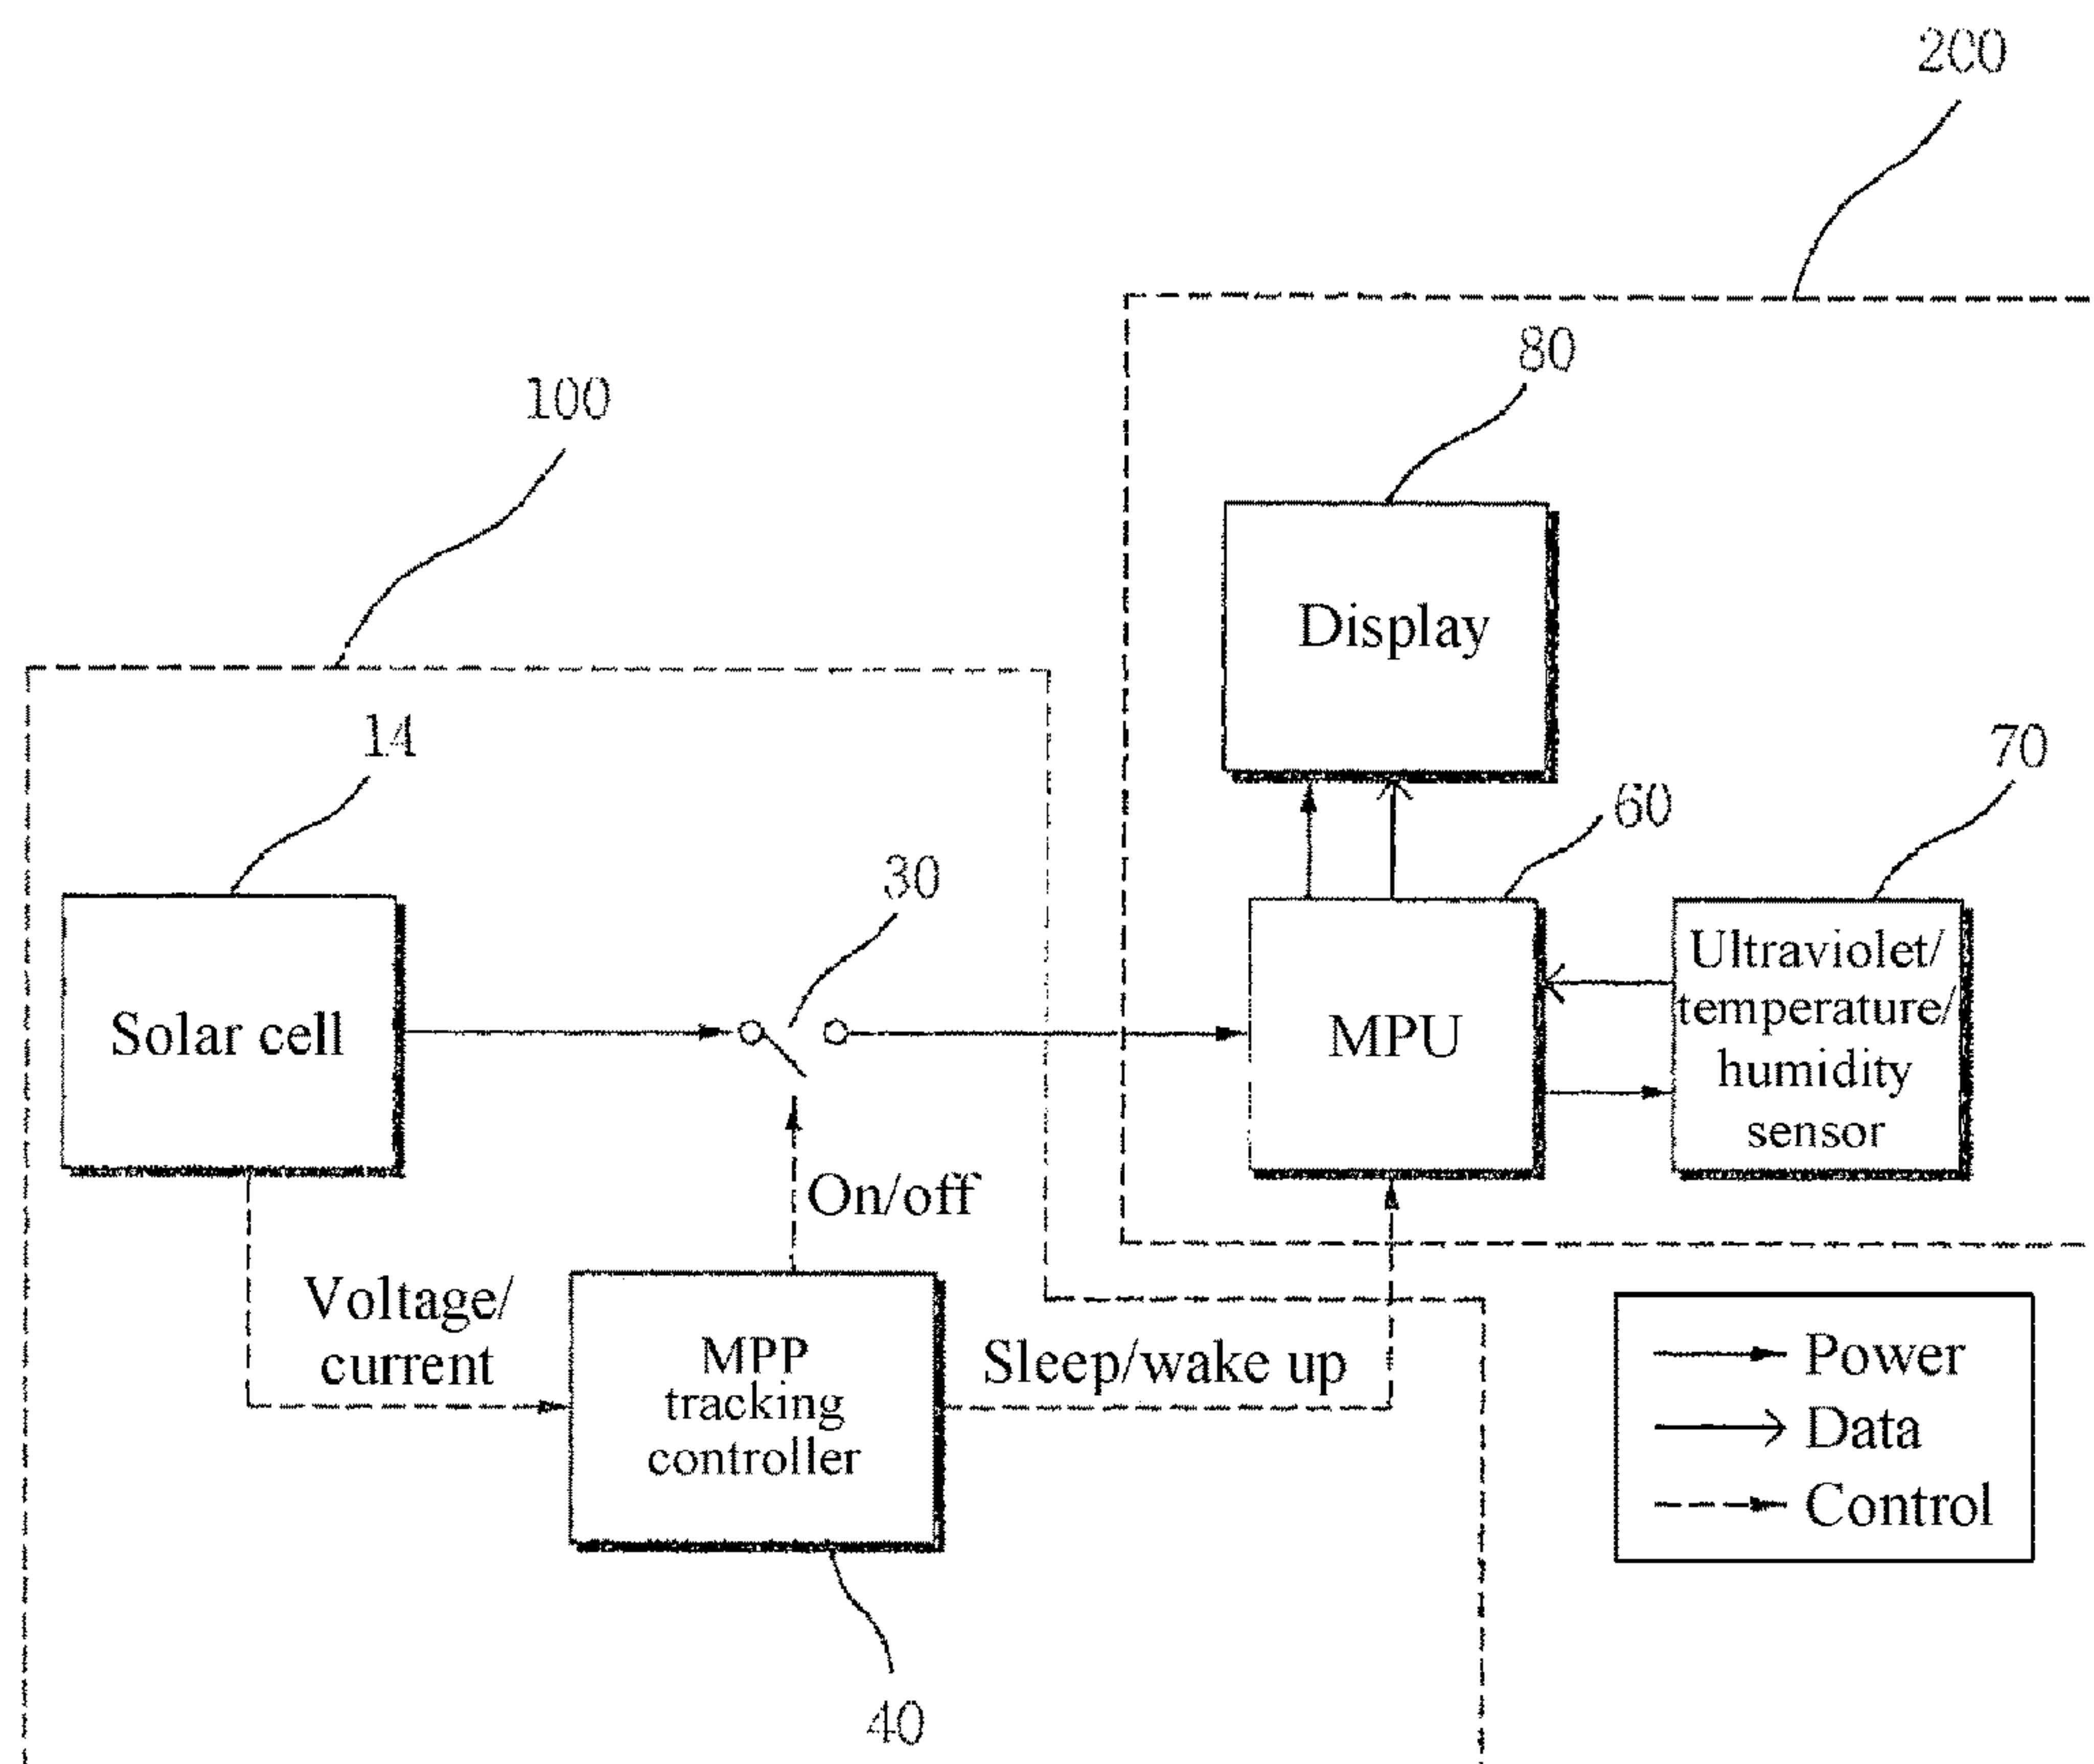 200
80
100
14
70
60
30
Display
Solar cell
MPU
Ultraviolet/
temperature/
humidity
sensor
On/off
Voltage/
current
MPP
tracking
controller
Sleep/wake up
Power
Data
Control
40